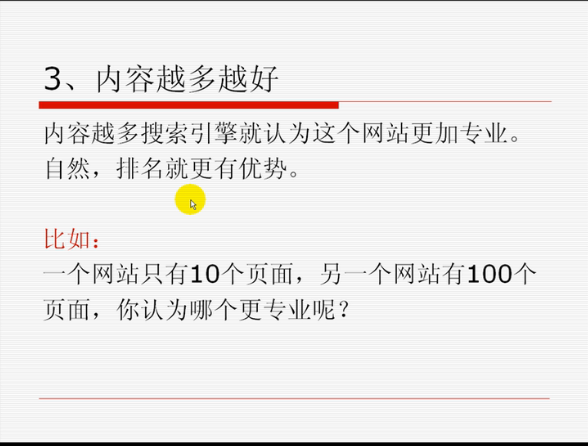 3、内容越多越好
内容越多搜索引擎就认为这个网站更加专业。
自然，排名就更有优势。
比如：
一个网站只有10个页面，另一个网站有100个
页面，你认为哪个更专业呢？